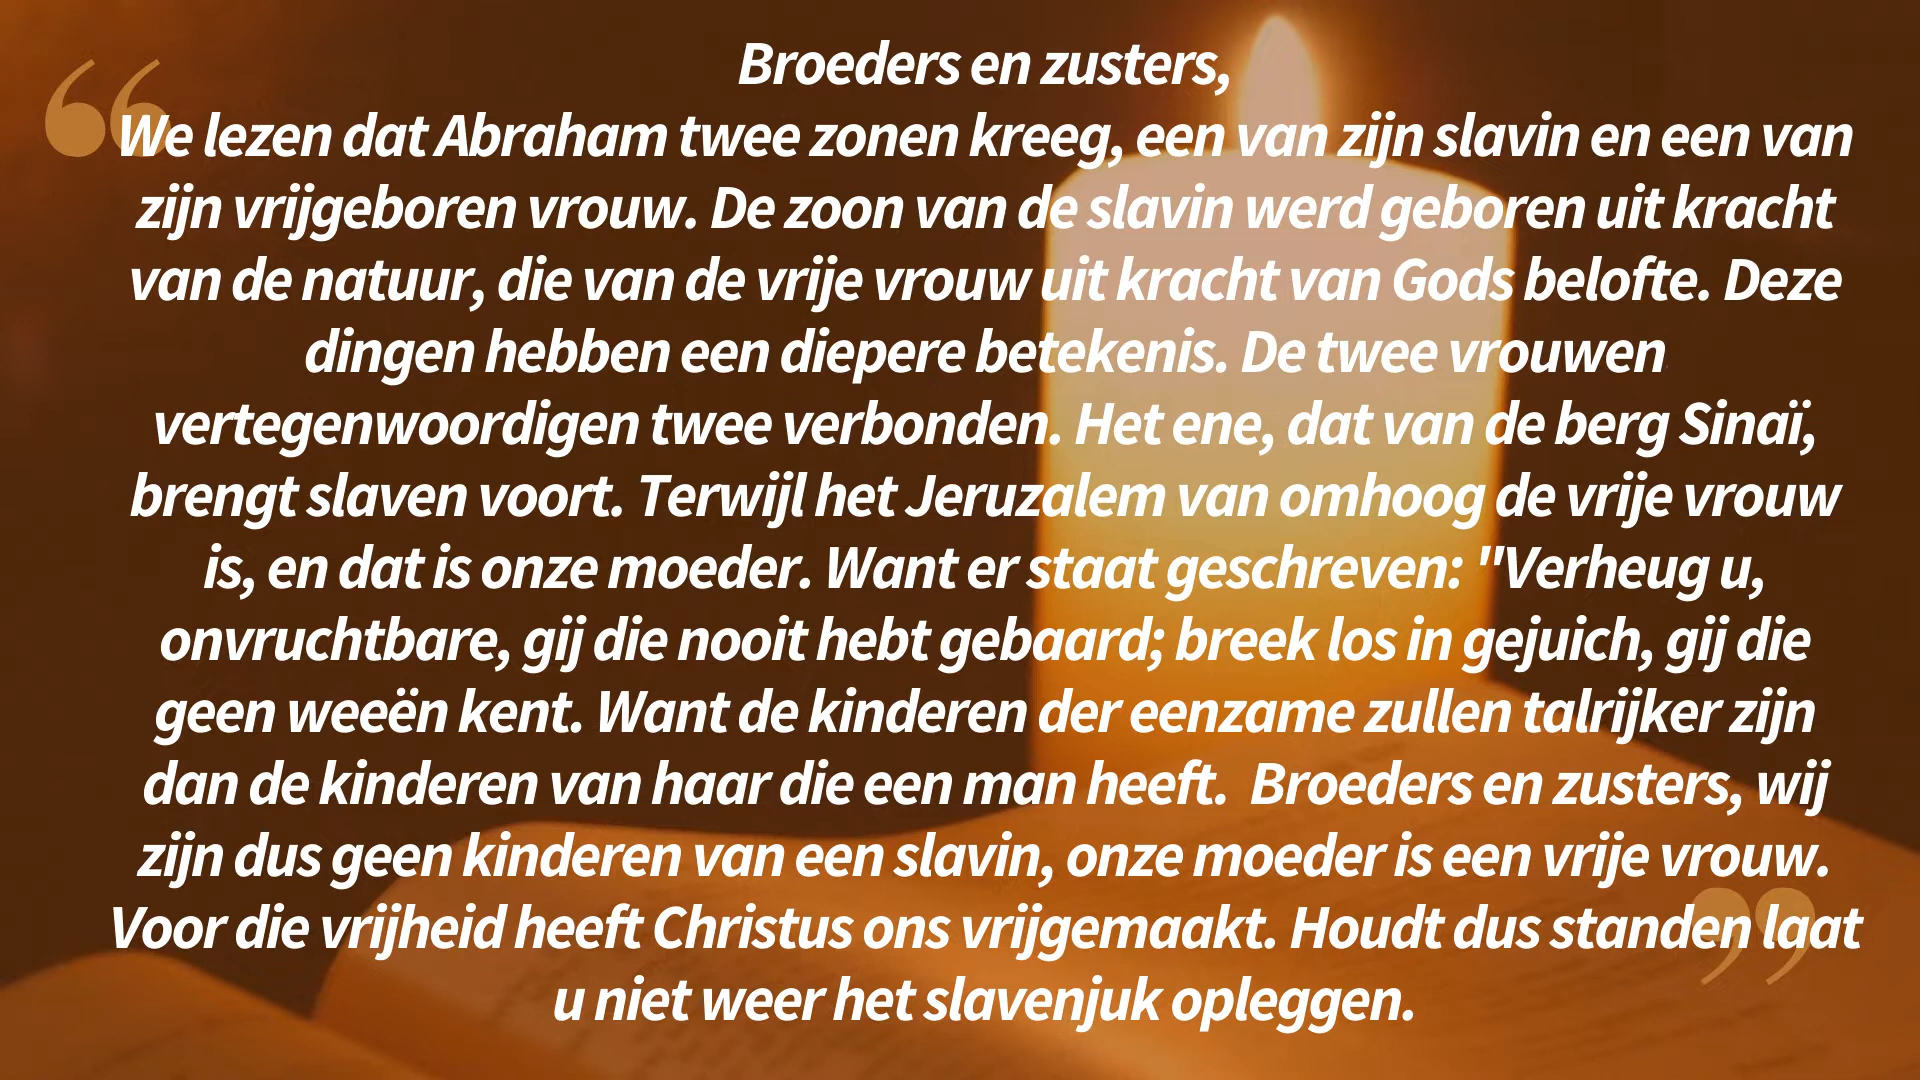 Broeders en zusters,
We lezen dat Abraham twee zonen kreeg, een van zijn slavin en een van
zijn vrijgeboren vrouw. De zoon van de slavin werd geboren uit kracht
van de natuur, die van de vrije vrouw uit kracht van Gods belofte. Deze
dingen hebben een diepere betekenis. De twee vrouwen
vertegenwoordigen twee verbonden. Het ene, dat van de berg Sinaï,
brengt slaven voort. Terwijl het Jeruzalem van omhoog de vrije vrouw
is, en dat is onze moeder. Want er staat geschreven: "Verheug u,
onvruchtbare, gij die nooit hebt gebaard; breek los in gejuich, gij die
geen weeën kent. Want de kinderen der eenzame zullen talrijker zijn
dan de kinderen van haar die een man heeft.  Broeders en zusters, wij
zijn dus geen kinderen van een slavin, onze moeder is een vrije vrouw.
Voor die vrijheid heeft Christus ons vrijgemaakt. Houdt dus standen laat
u niet weer het slavenjuk opleggen.